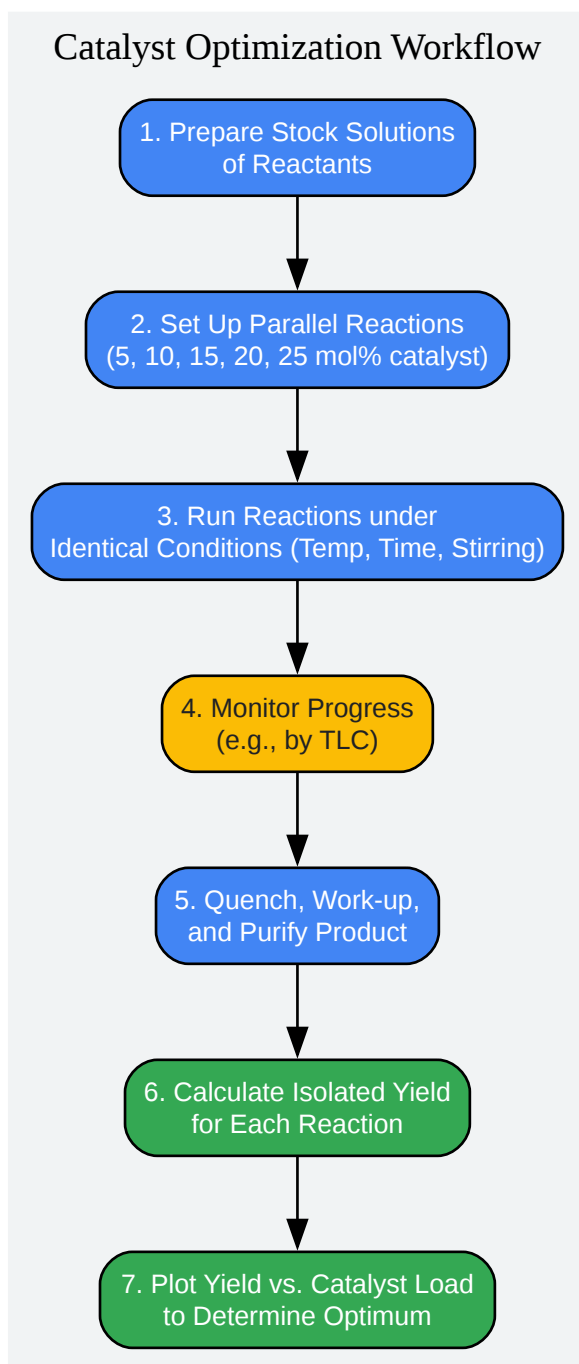 Catalyst Optimization Workflow
1. Prepare Stock Solutions
of Reactants
2. Set Up Parallel Reactions
(5, 10, 15, 20, 25 mol% catalyst)
3. Run Reactions under
Identical Conditions (Temp, Time, Stirring)
4. Monitor Progress
(e.g., by TLC)
5. Quench, Work-up,
and Purify Product
6. Calculate Isolated Yield
for Each Reaction
7. Plot Yield vs. Catalyst Load
to Determine Optimum